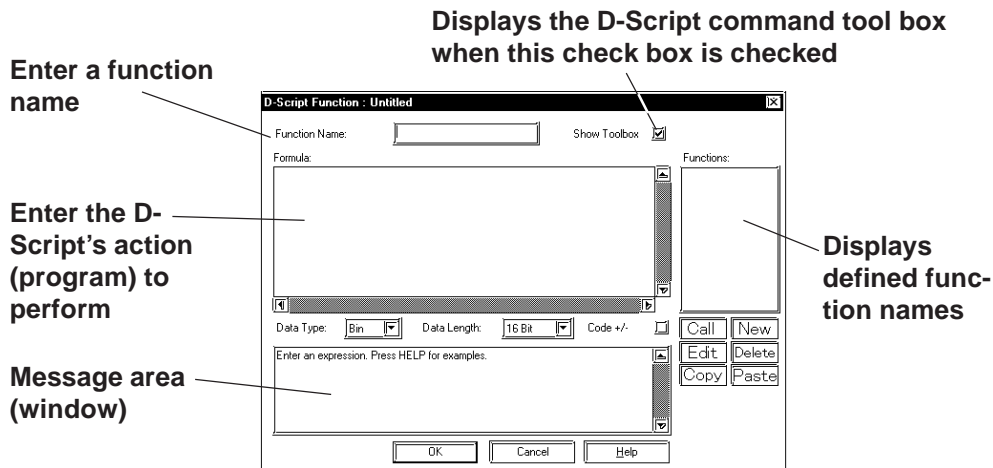 Displays the D-Script command tool box
when this check box is checked
Enter a function
name
D-Script Function : Untitled
Function Name:
Show Toolbox
Formula:
Functions:
Enter the D-
Script's action
(program) to
perform
Displays
defined func-
tion names
Data Type: Bin Data Length: 16 Bit Code +/-
Call New
Enter an expression. Press HELP for examples.
Edit Delete
Copy Paste
Message area
(window)
OK Cancel Help